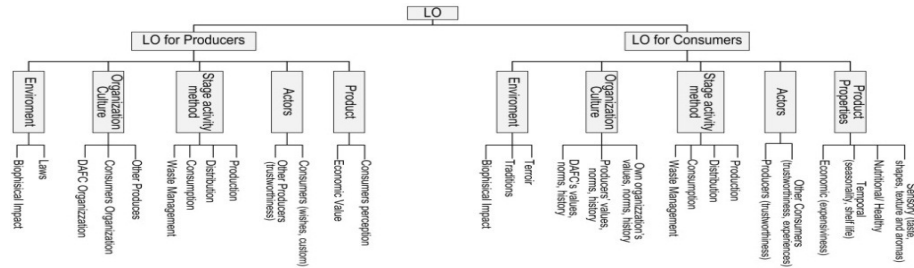 LO
LO for Producers
LO for Consumers
Enviroment
Organization
Culture
Stage activity
method
Actors
Product
Enviroment
Organization
Culture
Stage activity
method
Actors
Product
Properties
Biophisical Impact
Laws
DAFC Organizzation
Consumers Organization
Other Produces
Waste Management
Consumption
Distribution
Production
Other Producers
(trustworthiness)
Consumers (wishes, custom)
Economic Value
Consumers perception
Biophisical Impact
Traditions
Terroir
DAFC's values,
norms, history
Producers' values,
norms, history
Own organization's
values, norms, history
Waste Management
Consumption
Distribution
Production
Producers (trustworthiness)
Other Consumers
(trustworthiness, experiences)
Economic (expensiviness)
Temporal
(seasonality, shelf life)
Nutritional/ Healthy
Sensory (taste,
shapes, texture and aromas)